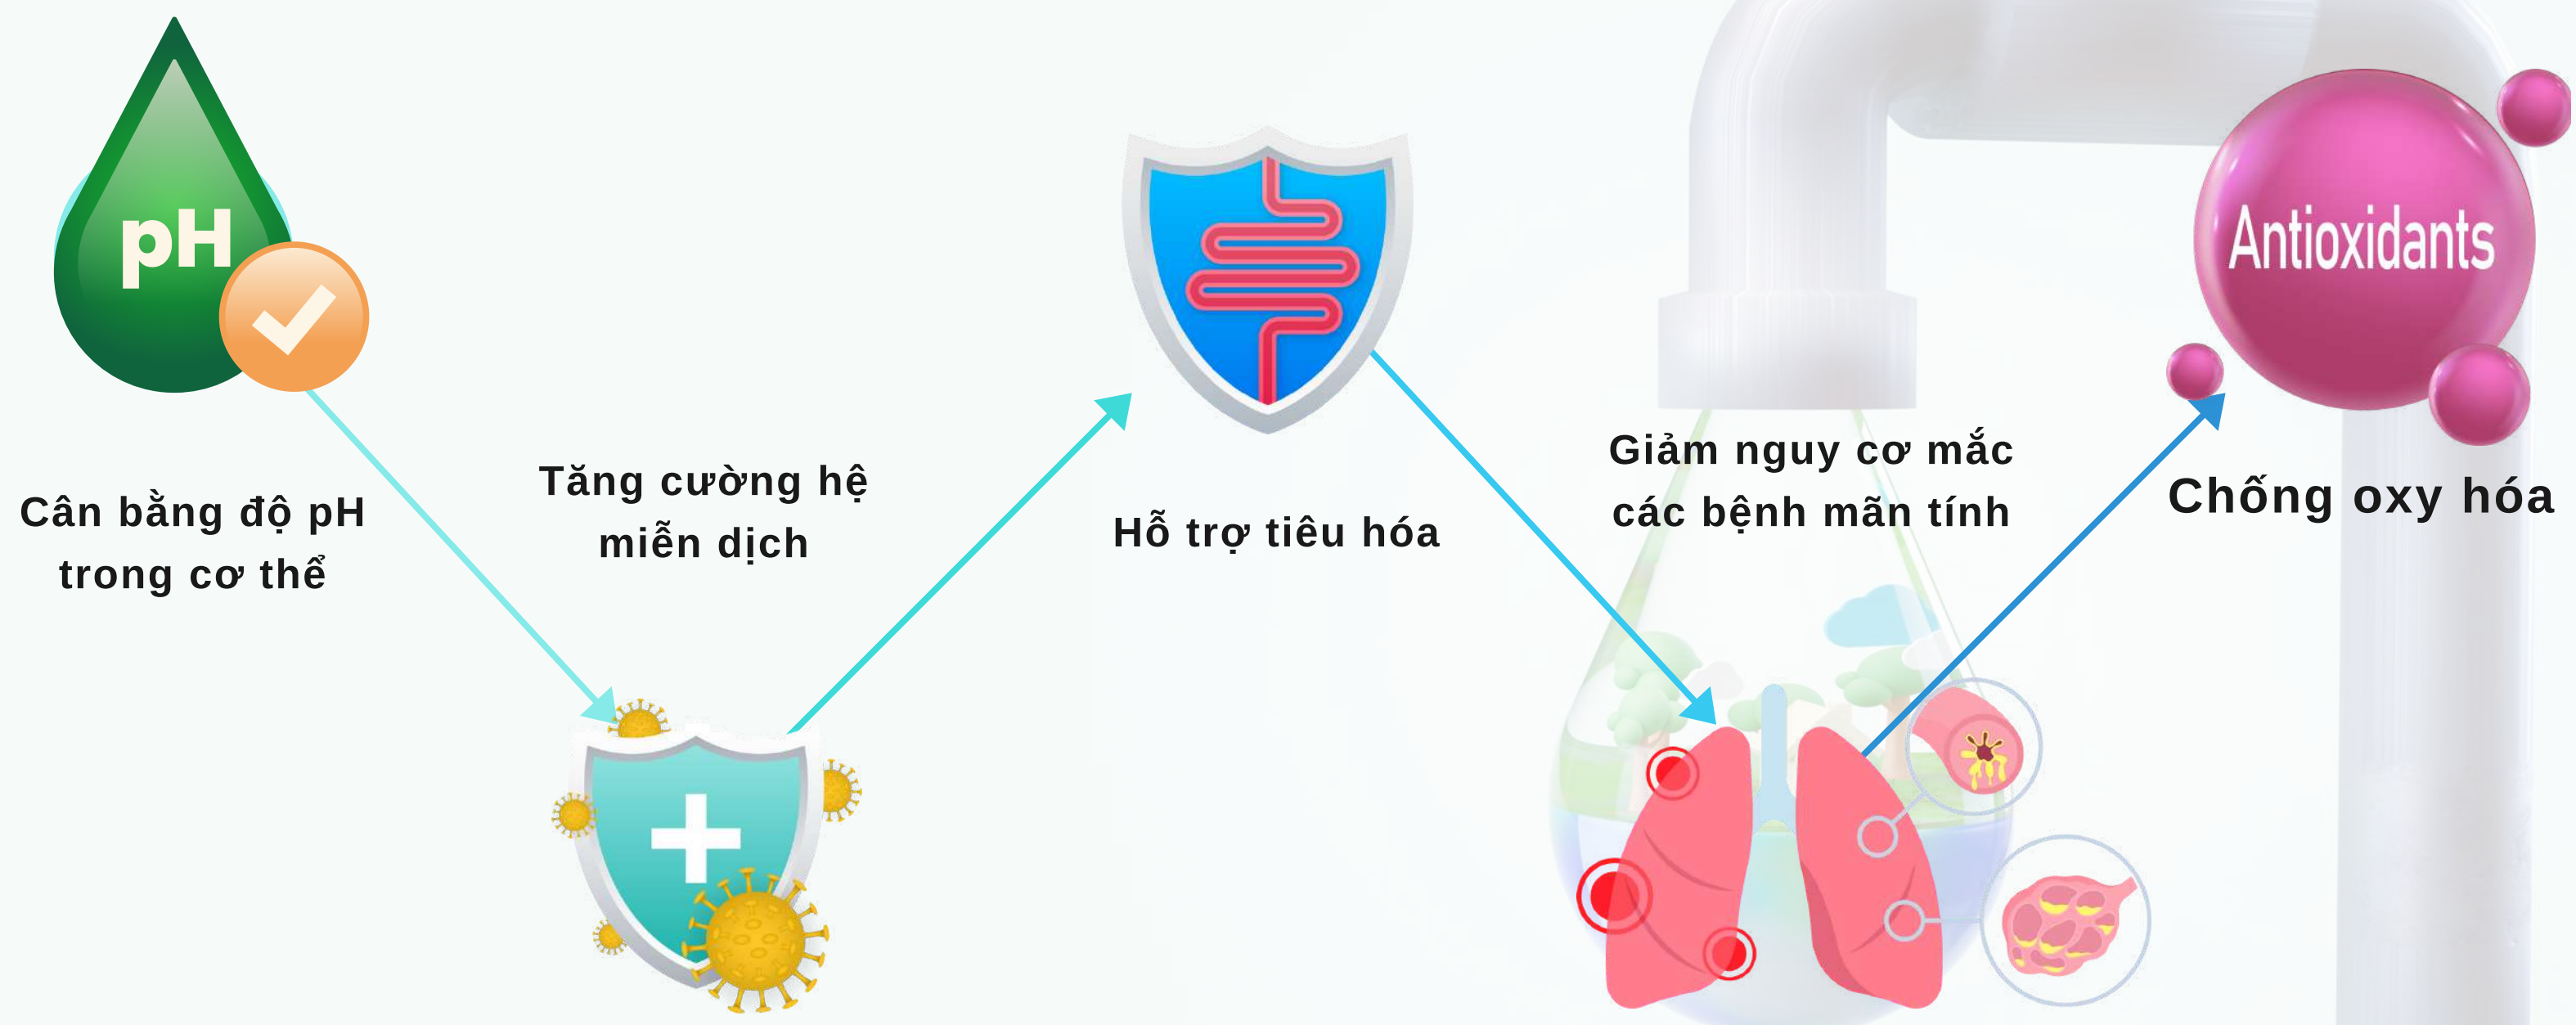 pH
Cân bằng độ pH
trong cơ thể
Tăng cường hệ
miễn dịch
Hỗ trợ tiêu hóa
Giảm nguy cơ mắc
các bệnh mãn tính
Antioxidants
Chống oxy hóa